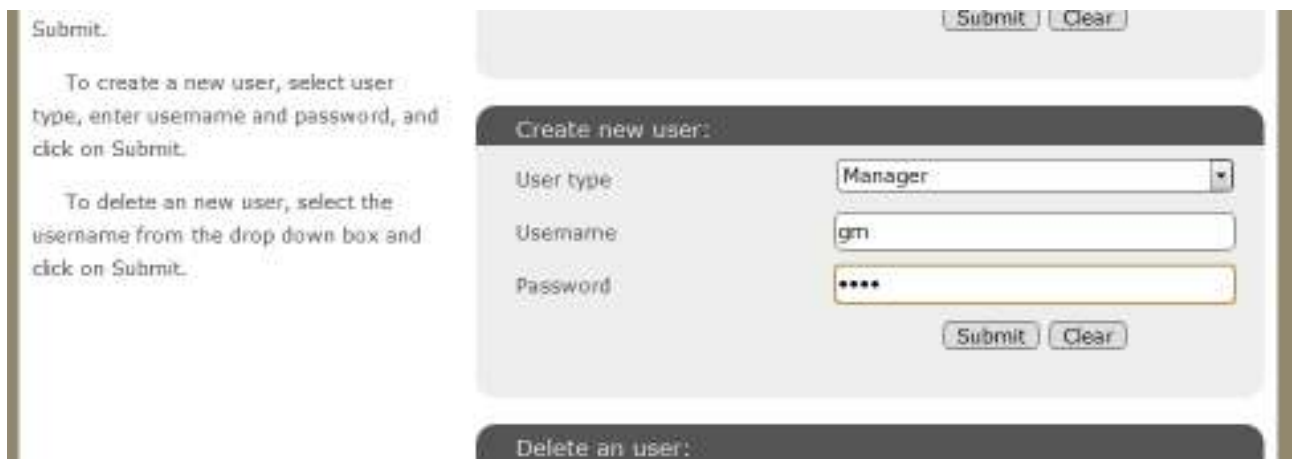 Submit.
To create a new user, select user
type, enter username and password, and
click on Submit.
To delete an new user, select the
username from the drop down box and
click on Submit.
Submit Clear
Create new user:
User type Manager
Username gm
Password ••••
Submit Clear
Delete an user: